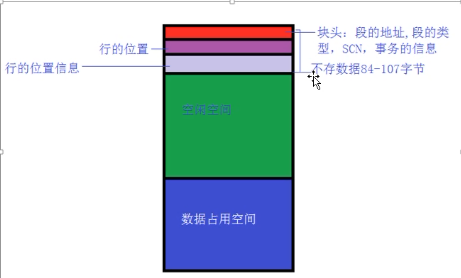 块头：段的地址,段的类
型，SCN，事务的信息
行的位置
行的位置信息
不存数据84-107字节
空闲空间
数据占用空间